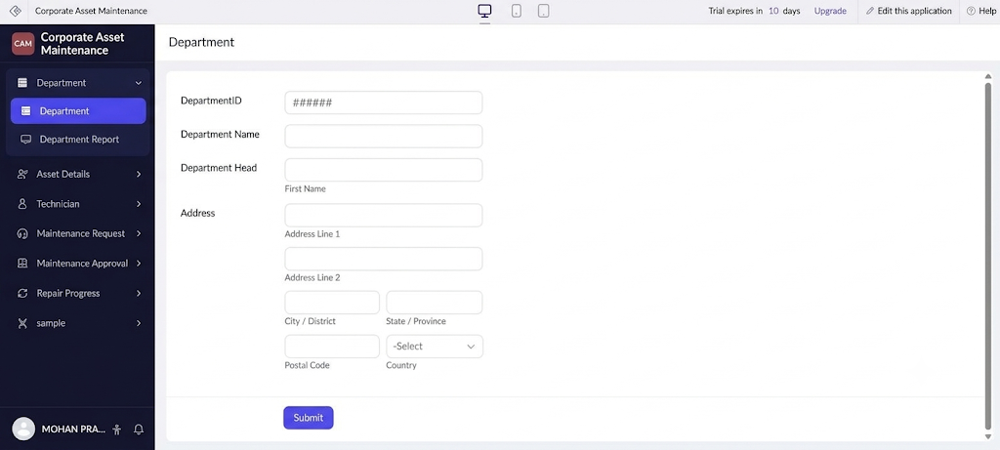 Corporate Asset Maintenance
Trial expires in 10 days Upgrade Edit this application Help
CAM Corporate Asset
Maintenance
Department
Department
Department Report
Asset Details
Technician
Maintenance Request
Maintenance Approval
Repair Progress
sample
MOHAN PRA...
Department
DepartmentID ######
Department Name
Department Head
First Name
Address
Address Line 1
Address Line 2
City / District State / Province
-Select
Postal Code Country
Submit